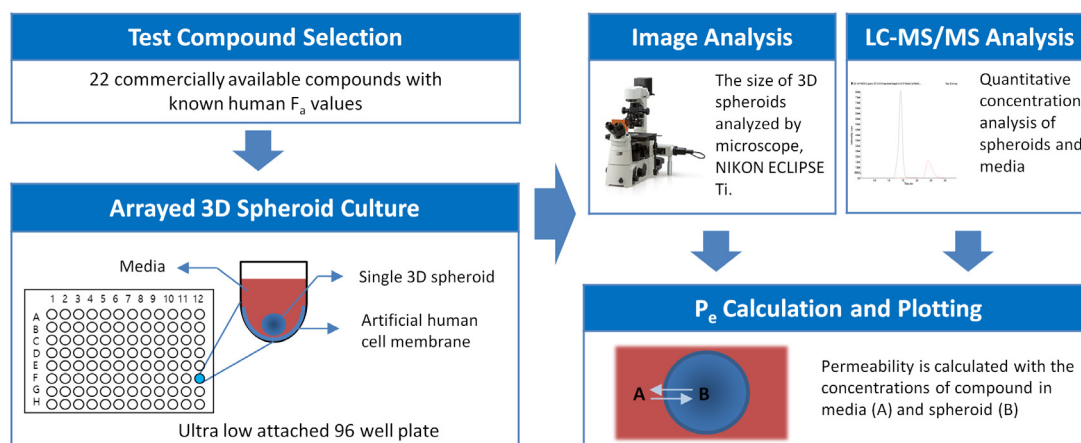 Test Compound Selection
22 commercially available compounds with
known human Fa values
Arrayed 3D Spheroid Culture
Media
Single 3D spheroid
Artificial human
cell membrane
1 2 3 4 5 6 7 8 9 10 11 12
A
B
C
D
E
F
G
H
Ultra low attached 96 well plate
Image Analysis
The size of 3D
spheroids
analyzed by
microscope,
NIKON ECLIPSE
Ti.
LC-MS/MS Analysis
Quantitative
concentration
analysis of
spheroids and
media
Pe Calculation and Plotting
A
B
Permeability is calculated with the
concentrations of compound in
media (A) and spheroid (B)